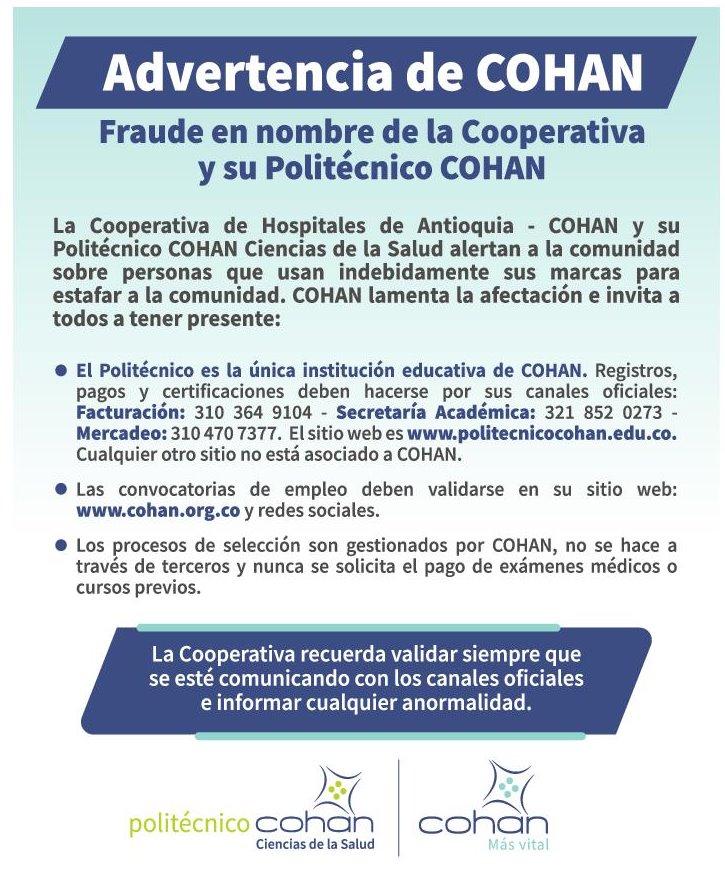 Advertencia de COHAN
Fraude en nombre de la Cooperativa
y su Politécnico COHAN
La Cooperativa de Hospitales de Antioquia - COHAN y su
Politécnico COHAN Ciencias de la Salud alertan a la comunidad
sobre personas que usan indebidamente sus marcas para
estafar a la comunidad. COHAN lamenta la afectación e invita a
todos a tener presente:
● El Politécnico es la única institución educativa de COHAN. Registros,
pagos y certificaciones deben hacerse por sus canales oficiales:
Facturación: 310 364 9104 - Secretaría Académica: 321 852 0273 -
Mercadeo: 310 470 7377. El sitio web es www.politecnicocohan.edu.co.
Cualquier otro sitio no está asociado a COHAN.
● Las convocatorias de empleo deben validarse en su sitio web:
www.cohan.org.co y redes sociales.
● Los procesos de selección son gestionados por COHAN, no se hace a
través de terceros y nunca se solicita el pago de exámenes médicos o
cursos previos.
La Cooperativa recuerda validar siempre que
se esté comunicando con los canales oficiales
e informar cualquier anormalidad.
politécnico cohan
Ciencias de la Salud
cohan
Más vital